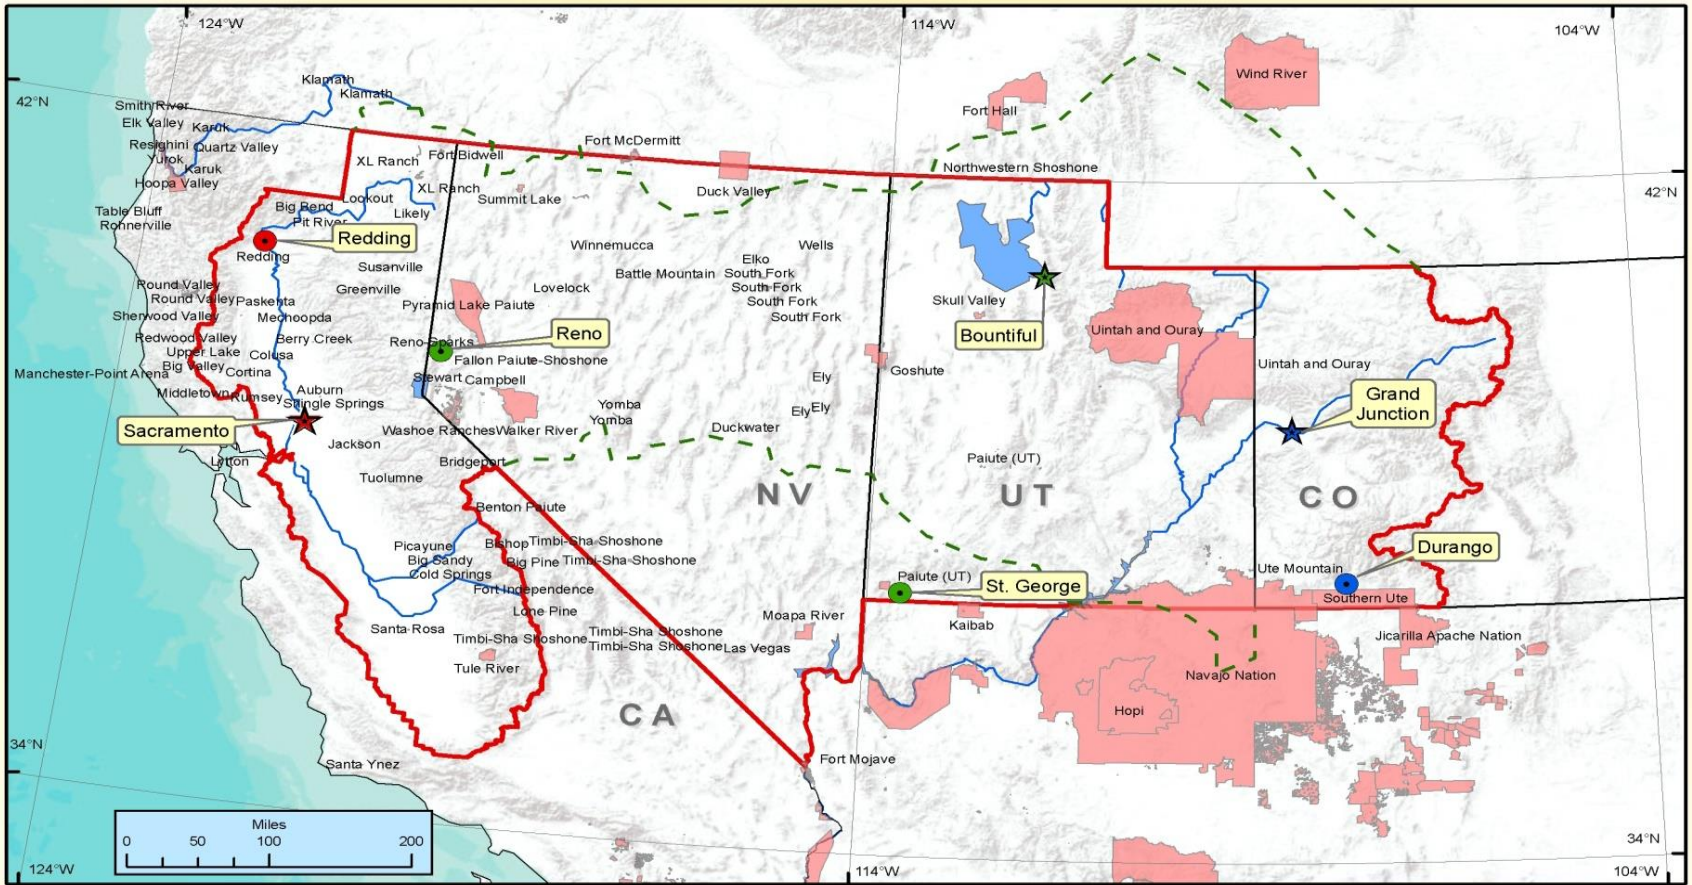 124°W
114°W
104°W
42°N
Klamath
Klamath
Wind River
Smith River
Elk Valley
Karuk
Fort Hall
Resighini
Quartz Valley
Yurok
Karuk
Hoopa Valley
XL Ranch
Fort Bidwell
Fort McDermitt
Northwestern Shoshone
42°N
XL Ranch
Summit Lake
Duck Valley
Table Bluff
Rohnerville
Big Bend
Lookout
Pit River
Likely
Redding
Redding
Winnemucca
Wells
Susanville
Battle Mountain
Elko
South Fork
South Fork
South Fork
South Fork
Round Valley
Round Valley
Paskenta
Greenville
Lovelock
Skull Valley
Pyramid Lake Paiute
Sherwood Valley
Mechoopda
Redwood Valley
Berry Creek
Reno-Sparks
Reno
Bountiful
Uintah and Ouray
Upper Lake
Colusa
Fallon Paiute-Shoshone
Big Valley
Manchester-Point Arena
Cortina
Goshute
Uintah and Ouray
Middletown
Rumsey
Auburn
Shingle Springs
Stewart
Campbell
Ely
Ely
Ely
Yomba
Yomba
Grand
Junction
Sacramento
Jackson
Washoe Ranches
Walker River
Duckwater
Lytton
Tuolumne
Bridgeport
Paiute (UT)
NV
UT
CO
Benton Paiute
Picayune
Bishop
Timbi-Sha Shoshone
Big Sandy
Big Pine
Timbi-Sha-Shoshone
Cold Springs
Fort Independence
Durango
Ute Mountain
Paiute (UT)
St. George
Southern Ute
Lone Pine
Moapa River
Kaibab
Santa Rosa
Timbi-Sha Shoshone
Timbi-Sha Shoshone
Timbi-Sha Shoshone
Las Vegas
Jicarilla Apache Nation
Tule River
Navajo Nation
CA
Hopi
34°N
Santa Ynez
Fort Mojave
Miles
0 50 100 200
34°N
124°W
114°W
104°W